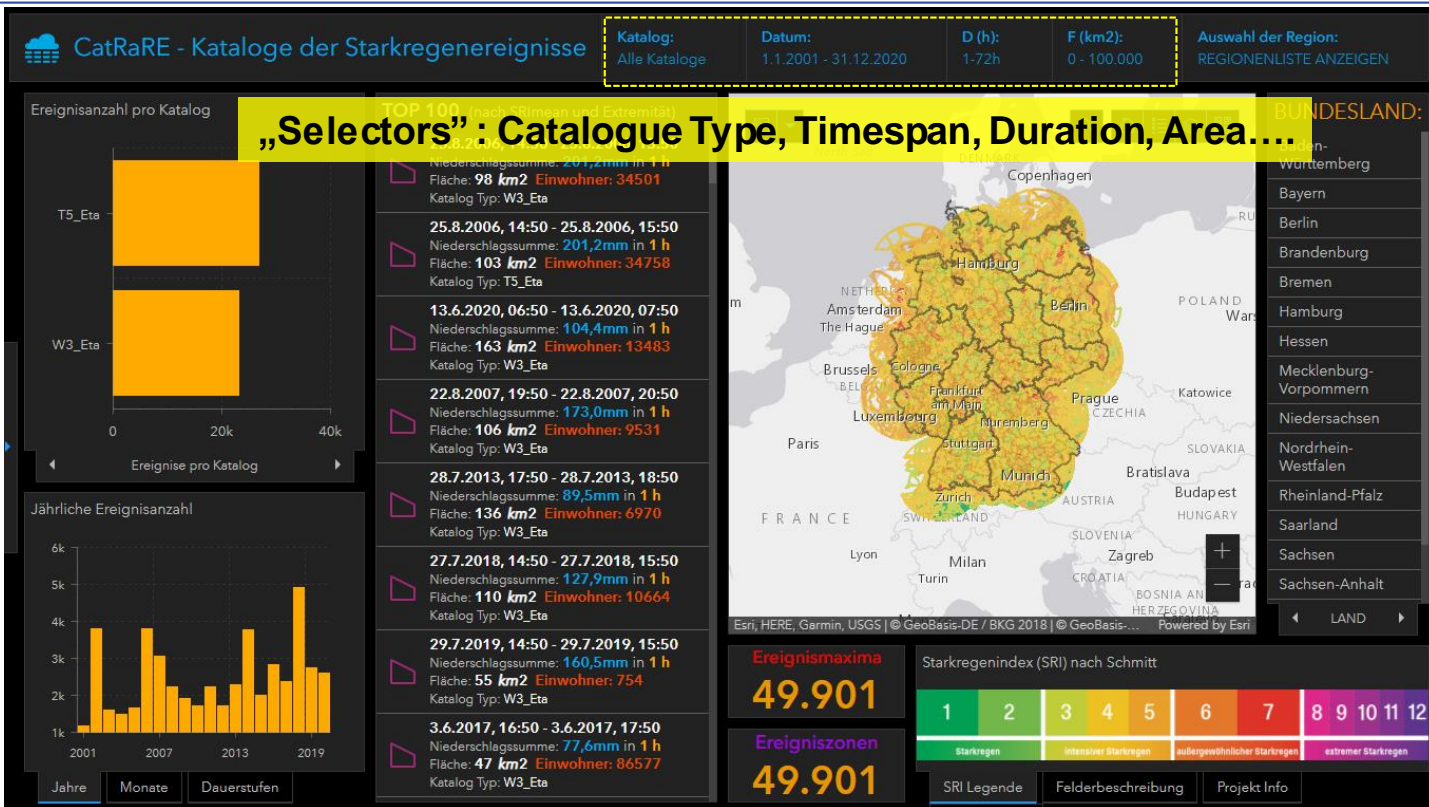 CatRaRE - Kataloge der Starkregenereignisse
Katalog:
Alle Kataloge
Datum:
1.1.2001 - 31.12.2020
D (h):
1-72h
F (km2):
0 - 100.000
Auswahl der Region:
REGIONENLISTE ANZEIGEN
„Selectors” : Catalogue Type, Timespan, Duration, Area....
Ereignisanzahl pro Katalog
T5_Eta
W3_Eta
0
20k
40k
Ereignise pro Katalog
Jährliche Ereignisanzahl
6k
5k
4k
3k
2k
1k
2001
2007
2013
2019
Jahre
Monate
Dauerstufen
TOP 100 (nach SRImean und Extremität)
Niederschlagssumme: 201,2mm in 1 h
Fläche: 98 km2 Einwohner: 34501
Katalog Typ: W3_Eta
25.8.2006, 14:50 - 25.8.2006, 15:50
Niederschlagssumme: 201,2mm in 1 h
Fläche: 103 km2 Einwohner: 34758
Katalog Typ: T5_Eta
13.6.2020, 06:50 - 13.6.2020, 07:50
Niederschlagssumme: 104,4mm in 1 h
Fläche: 163 km2 Einwohner: 13483
Katalog Typ: W3_Eta
22.8.2007, 19:50 - 22.8.2007, 20:50
Niederschlagssumme: 173,0mm in 1 h
Fläche: 106 km2 Einwohner: 9531
Katalog Typ: W3_Eta
28.7.2013, 17:50 - 28.7.2013, 18:50
Niederschlagssumme: 89,5mm in 1 h
Fläche: 136 km2 Einwohner: 6970
Katalog Typ: W3_Eta
27.7.2018, 14:50 - 27.7.2018, 15:50
Niederschlagssumme: 127,9mm in 1 h
Fläche: 110 km2 Einwohner: 10664
Katalog Typ: W3_Eta
29.7.2019, 14:50 - 29.7.2019, 15:50
Niederschlagssumme: 160,5mm in 1 h
Fläche: 55 km2 Einwohner: 754
Katalog Typ: W3_Eta
3.6.2017, 16:50 - 3.6.2017, 17:50
Niederschlagssumme: 77,6mm in 1 h
Fläche: 47 km2 Einwohner: 86577
Katalog Typ: W3_Eta
DENMARK
Copenhagen
RU
Hamburg
Amsterdam
Berlin
POLAND
The Hague
Brussels
Cologne
Frankfurt
am Main
Prague
Katowice
CZECHIA
Luxembourg
Nuremberg
Paris
Stuttgart
SLOVAKIA
Munich
Bratislava
Zurich
AUSTRIA
Budapest
FRANCE
HUNGARY
SLOVENIA
Lyon
Milan
Zagreb
Turin
CROATIA
BOSNIA AN
HERZEGOVINA
+
−
Esri, HERE, Garmin, USGS | © GeoBasis-DE / BKG 2018 | © GeoBasis-... Powered by Esri
BUNDESLAND:
Baden-
Württemberg
Bayern
Berlin
Brandenburg
Bremen
Hamburg
Hessen
Mecklenburg-
Vorpommern
Niedersachsen
Nordrhein-
Westfalen
Rheinland-Pfalz
Saarland
Sachsen
Sachsen-Anhalt
LAND
Ereignismaxima
49.901
Ereigniszonen
49.901
Starkregenindex (SRI) nach Schmitt
1 2 3 4 5 6 7 8 9 10 11 12
Starkregen
intensiver Starkregen
außergewöhnlicher Starkregen
extremer Starkregen
SRI Legende
Felderbeschreibung
Projekt Info